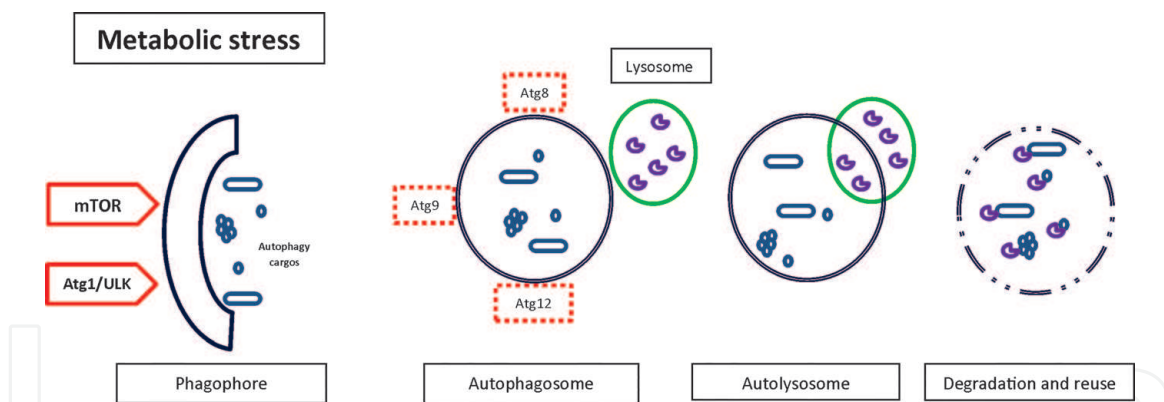 Metabolic stress
Lysosome
Atg8
mTOR
Atg9
Autophagy
cargos
Atg1/ULK
Atg12
Phagophore
Autophagosome
Autolysosome
Degradation and reuse